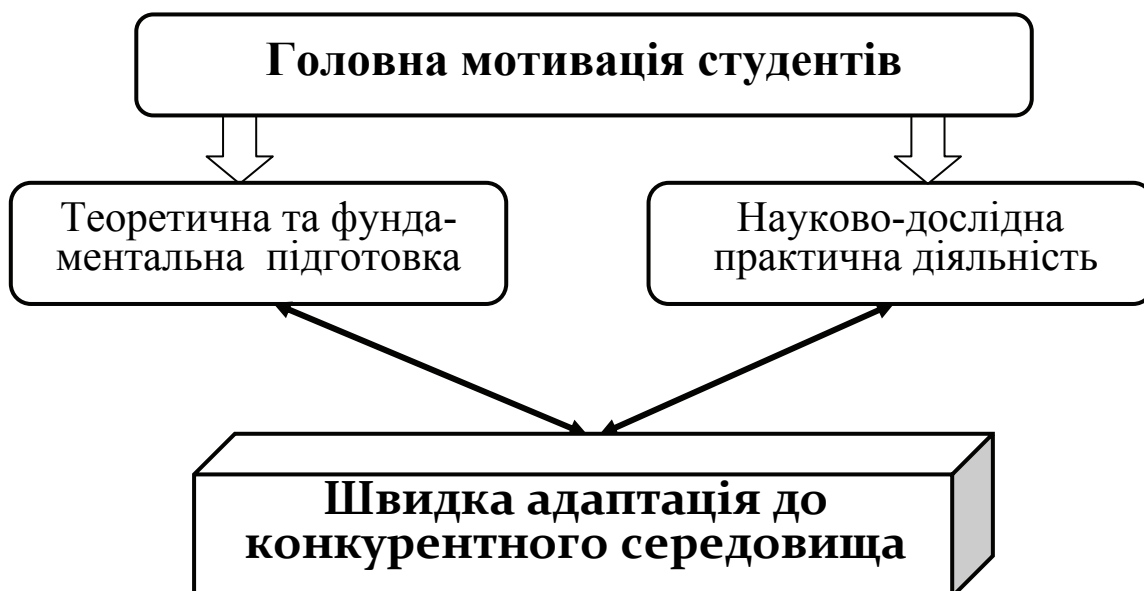 Головна мотивація студентів
Теоретична та фунда-
ментальна підготовка
Науково-дослідна
практична діяльність
Швидка адаптація до
конкурентного середовища